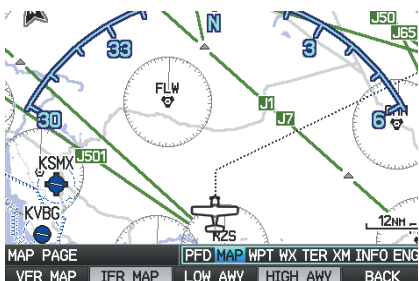 J50
J65
N
33
3
FLW
J1
J7
30
6
KSMX
J501
KVBG
RZS
12NM
MAP PAGE
PFD MAP WPT WX TER XM INFO ENG
VFR MAP IFR MAP LOW AWY HIGH AWY BACK